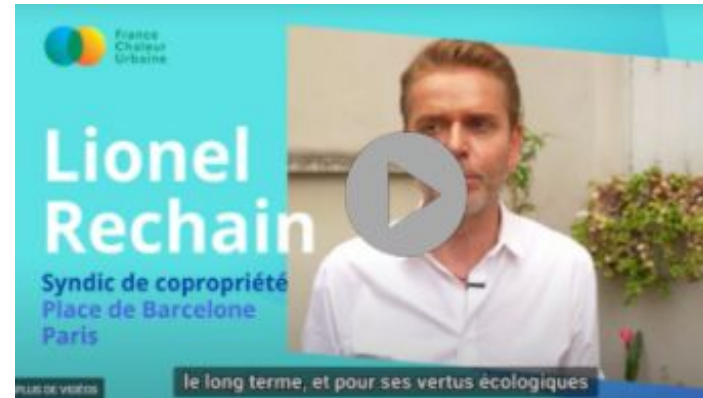 France
Chaleur
Urbaine
Lionel
Rechain
Syndic de copropriété
Place de Barcelone
Paris
le long terme, et pour ses vertus écologiques
PLUS DE VIDÉOS